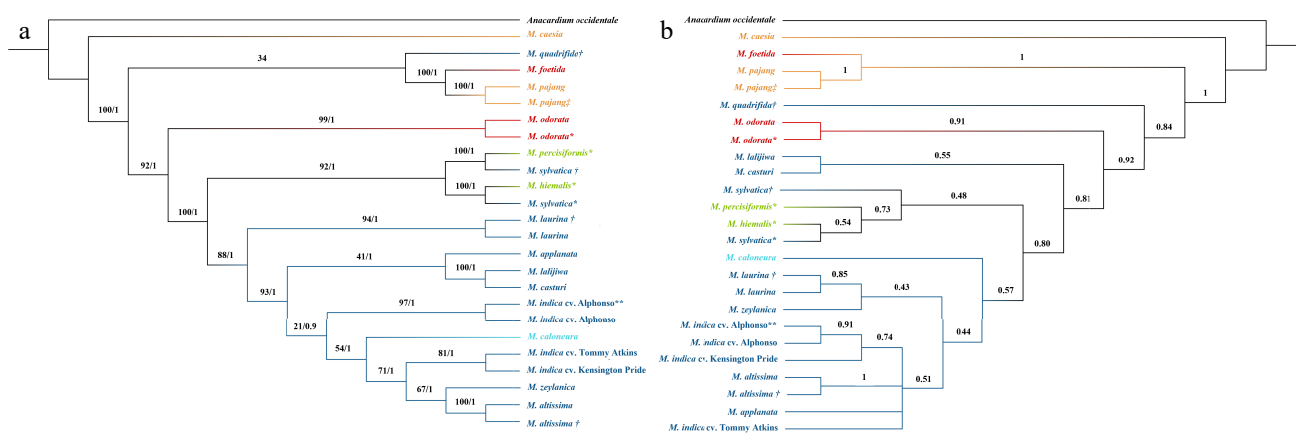 a
Anacardium occidentale
M. caesia
M. quadrifide†
34
M. foetida
100/1
M. pajang
100/1
M. pajang‡
100/1
M. odorata
99/1
M. odorata*
M. percisiformis*
100/1
92/1
92/1
M. sylvatica †
M. hiemalis*
100/1
M. sylvatica*
100/1
M. laurina †
94/1
M. laurina
88/1
M. applanata
41/1
M. lalijiwa
100/1
M. casturi
93/1
M. indica cv. Alphonso**
97/1
M. indica cv. Alphonso
21/0.9
M. caloneura
54/1
M. indica cv. Tommy Atkins
81/1
M. indica cv. Kensington Pride
71/1
M. zeylanica
67/1
M. altissima
100/1
M. altissima †
b
Anacardium occidentale
M. caesia
M. foetida
1
M. pajang
1
M. pajang‡
1
M. quadrifida†
M. odorata
0.91
0.84
M. odorata*
M. lalijiwa
0.55
0.92
M. casturi
M. sylvatica†
0.48
0.81
M. percisiformis*
0.73
M. hiemalis*
0.54
M. sylvatica*
0.80
M. caloneura
M. laurina †
0.85
0.57
M. laurina
0.43
M. zeylanica
M. indica cv. Alphonso**
0.91
0.44
M. indica cv. Alphonso
0.74
M. indica cv. Kensington Pride
M. altissima
1
0.51
M. altissima †
M. applanata
M. indica cv. Tommy Atkins